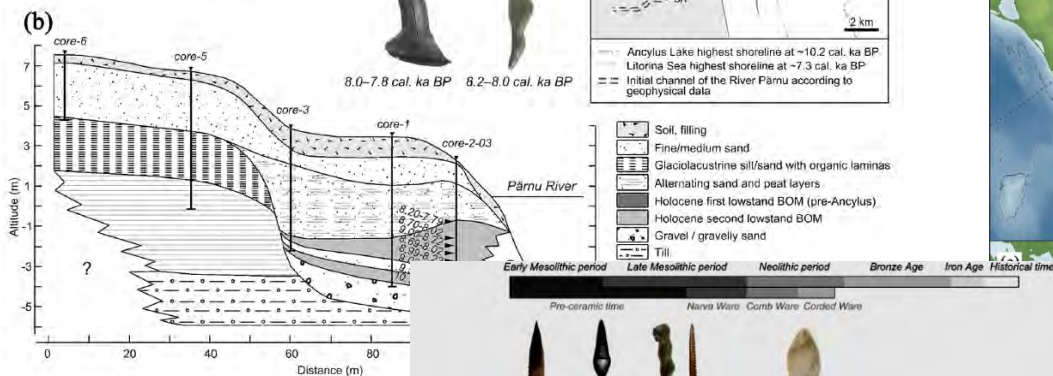 (b)
core-6
core-5
core-3
core-1
core-2-03
7
5
3
1
-1
-3
-5
Altitude (m)
?
0
20
40
60
80
Distance (m)
Pärnu River
8.0–7.8 cal. ka BP
8.2–8.0 cal. ka BP
2 km
Ancylus Lake highest shoreline at ~10.2 cal. ka BP
Litorina Sea highest shoreline at ~7.3 cal. ka BP
Initial channel of the River Pärnu according to
geophysical data
Soil, filling
Fine/medium sand
Glaciolacustrine silt/sand with organic laminas
Alternating sand and peat layers
Holocene first lowstand BOM (pre-Ancylus)
Holocene second lowstand BOM
Gravel / gravelly sand
Till
8.20-7.79
Early Mesolithic period
Late Mesolithic period
Neolithic period
Bronze Age
Iron Age
Historical time
Pre-ceramic time
Narva Ware
Comb Ware
Corded Ware